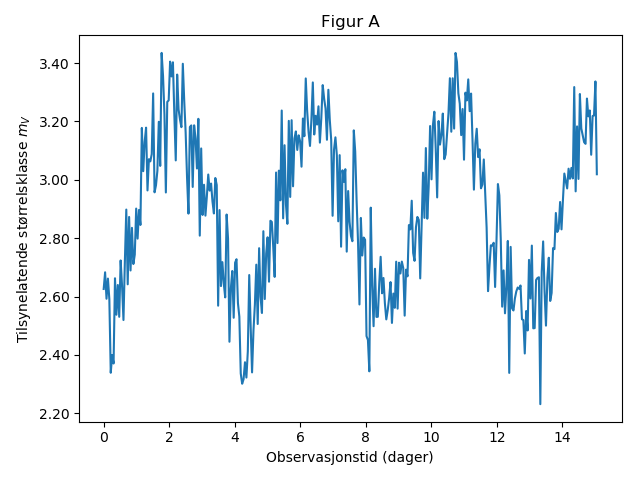 Figur A
3.40
3.20
3.00
2.80
2.60
2.40
2.20
Tilsynelatende størrelsklasse m_V
0 2 4 6 8 10 12 14
Observasjonstid (dager)